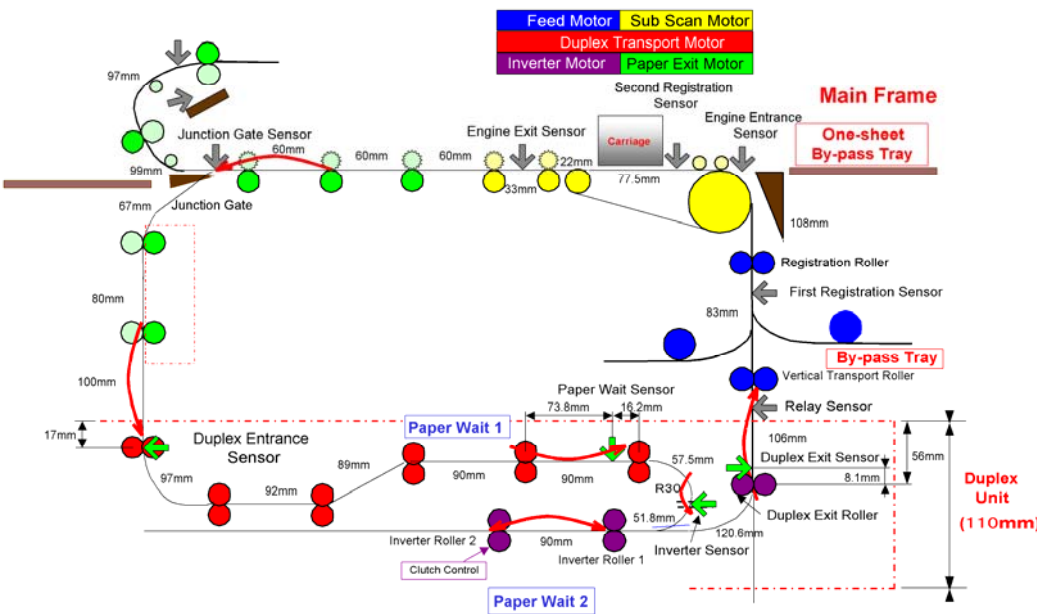 Feed Motor
Sub Scan Motor
Duplex Transport Motor
Inverter Motor
Paper Exit Motor
97mm
Second Registration
Sensor
Main Frame
Junction Gate Sensor
Engine Exit Sensor
Carriage
Engine Entrance
Sensor
One-sheet
By-pass Tray
60mm
60mm
60mm
22mm
99mm
33mm
77.5mm
67mm
Junction Gate
108mm
Registration Roller
80mm
First Registration Sensor
83mm
By-pass Tray
100mm
Paper Wait Sensor
Vertical Transport Roller
73.8mm
16.2mm
Relay Sensor
17mm
Duplex Entrance
Sensor
Paper Wait 1
106mm
Duplex Exit Sensor
56mm
97mm
92mm
89mm
90mm
90mm
57.5mm
R30
8.1mm
Duplex
Unit
(110mm)
51.8mm
Duplex Exit Roller
120.6mm
Inverter Roller 2
90mm
Inverter Roller 1
Inverter Sensor
Clutch Control
Paper Wait 2